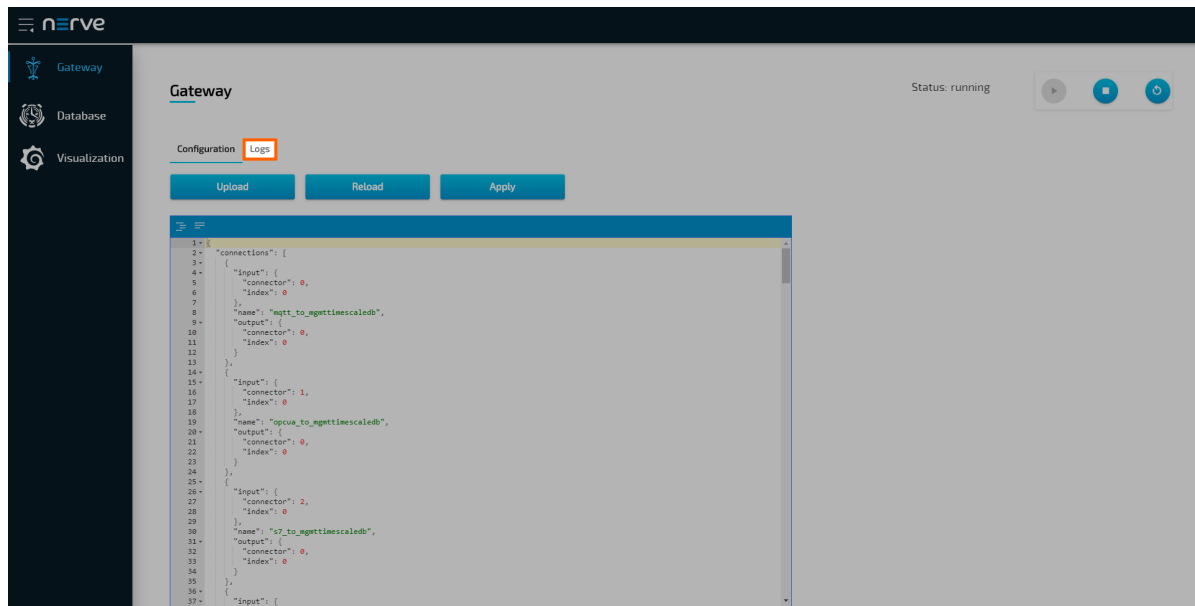 nerve
Gateway
Database
Visualization
Gateway
Status: running
Configuration Logs
Upload Reload Apply
1 {
2 "connections": [
3 {
4 "input": {
5 "connector": 0,
6 "index": 0
7 },
8 "name": "mqtt_to_mgmttimescaledb",
9 "output": {
10 "connector": 0,
11 "index": 0
12 }
13 },
14 {
15 "input": {
16 "connector": 1,
17 "index": 0
18 },
19 "name": "opcua_to_mgmttimescaledb",
20 "output": {
21 "connector": 0,
22 "index": 0
23 }
24 },
25 {
26 "input": {
27 "connector": 2,
28 "index": 0
29 },
30 "name": "s7_to_mgmttimescaledb",
31 "output": {
32 "connector": 0,
33 "index": 0
34 }
35 },
36 {
37 "input": {